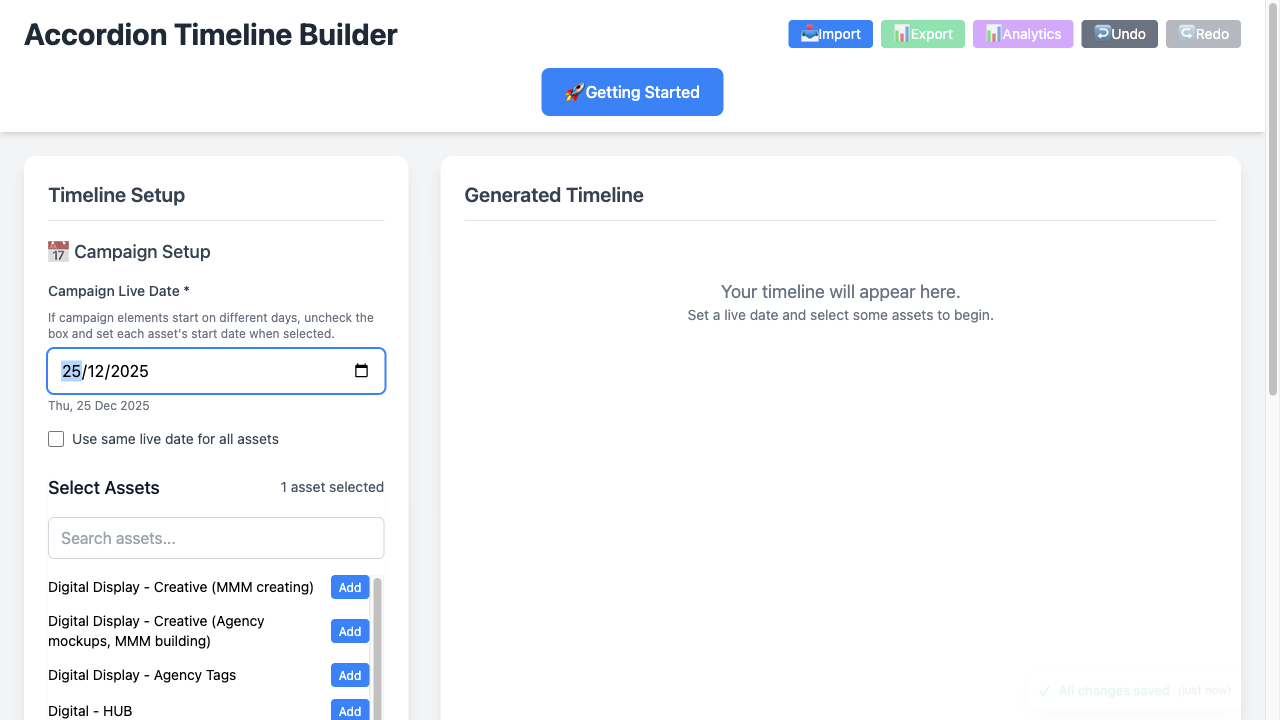 Accordion Timeline Builder
📥Import
📊Export
📊Analytics
↩️Undo
↪️Redo
🚀Getting Started
Timeline Setup
📅 Campaign Setup
Campaign Live Date *
If campaign elements start on different days, uncheck the
box and set each asset's start date when selected.
25/12/2025
Thu, 25 Dec 2025
Use same live date for all assets
Select Assets
1 asset selected
Search assets...
Digital Display - Creative (MMM creating)
Add
Digital Display - Creative (Agency
mockups, MMM building)
Add
Digital Display - Agency Tags
Add
Digital - HUB
Add
Generated Timeline
Your timeline will appear here.
Set a live date and select some assets to begin.
✓ All changes saved (just now)